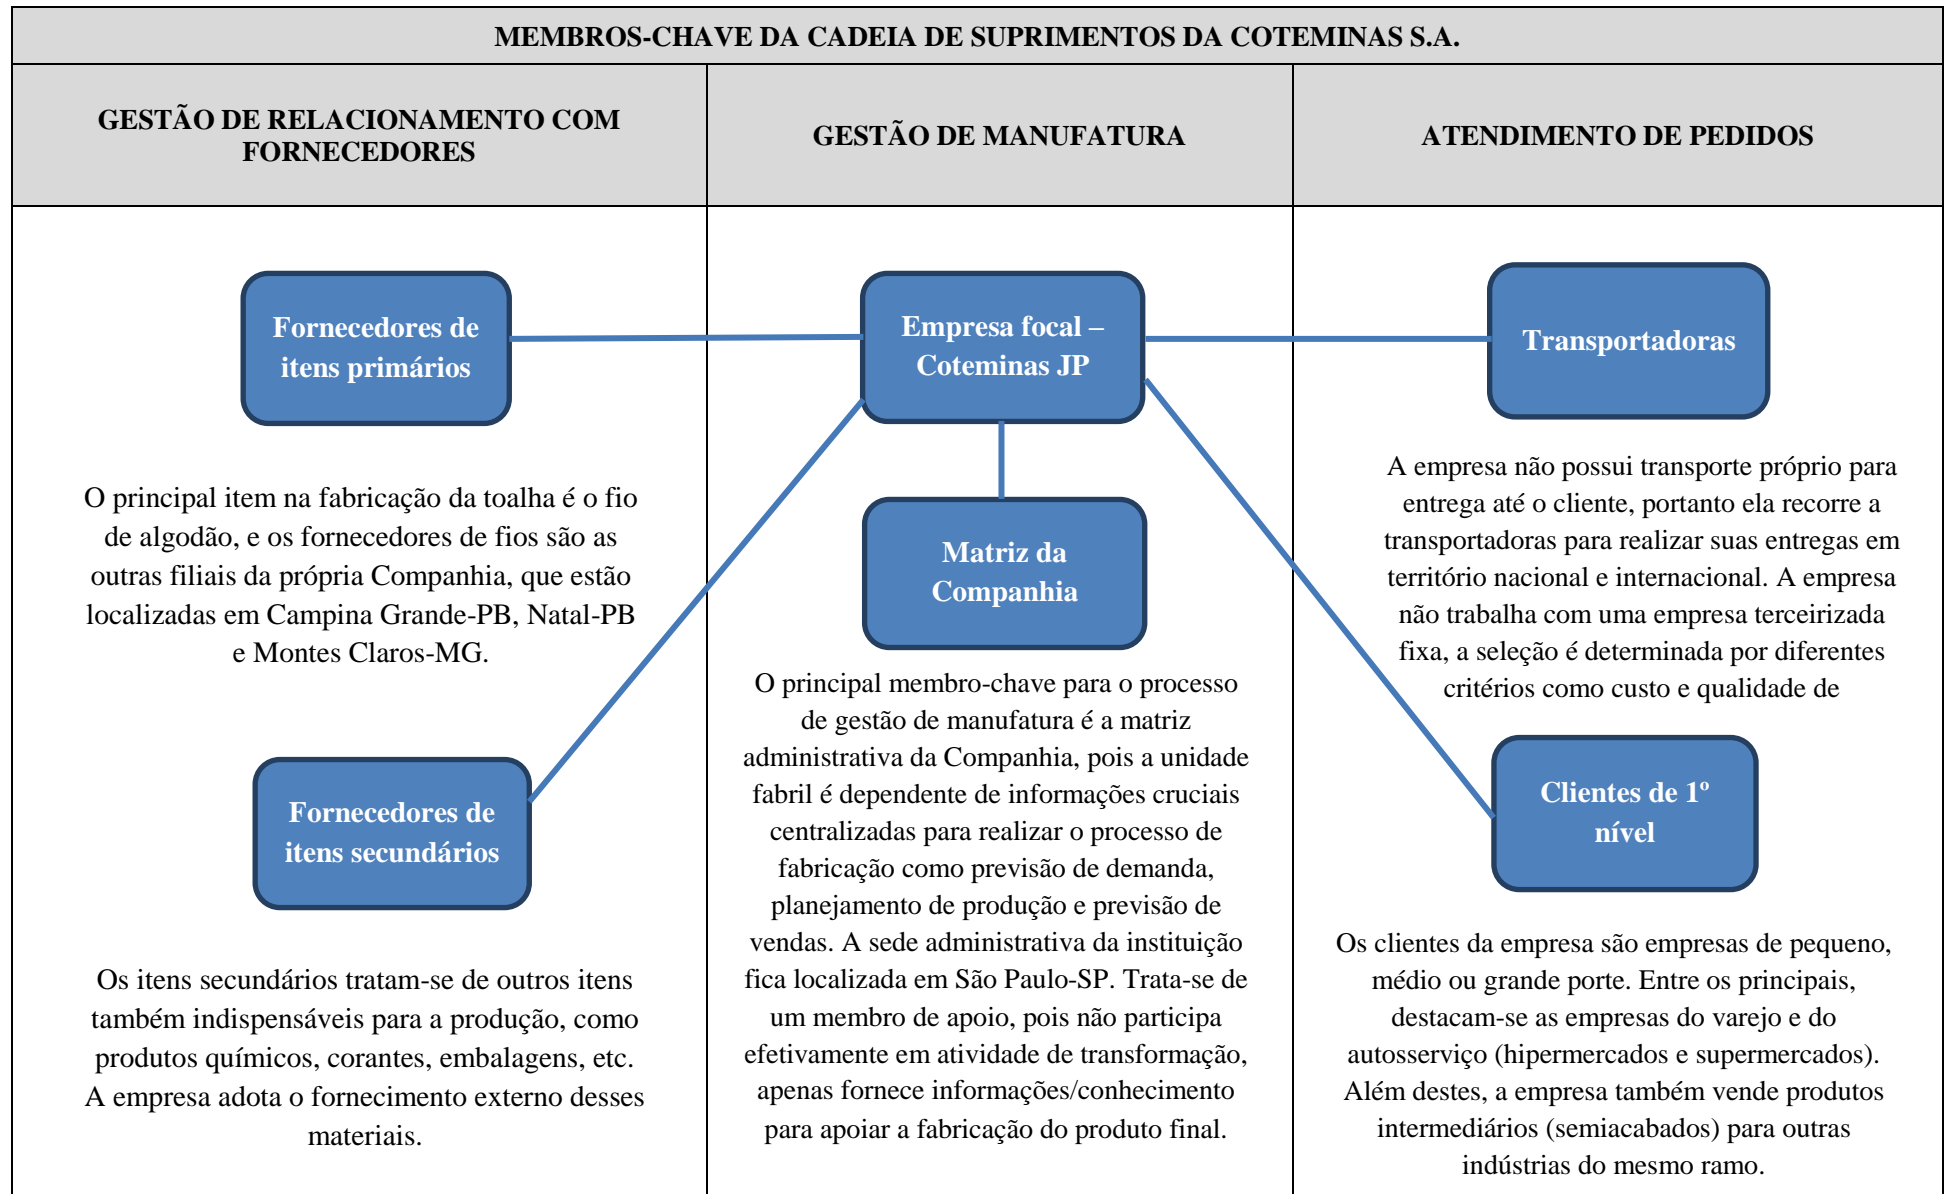 MEMBROS-CHAVE DA CADEIA DE SUPRIMENTOS DA COTEMINAS S.A.
GESTÃO DE RELACIONAMENTO COM
FORNECEDORES
GESTÃO DE MANUFATURA
ATENDIMENTO DE PEDIDOS
Fornecedores de
itens primários
O principal item na fabricação da toalha é o fio
de algodão, e os fornecedores de fios são as
outras filiais da própria Companhia, que estão
localizadas em Campina Grande-PB, Natal-PB
e Montes Claros-MG.
Fornecedores de
itens secundários
Os itens secundários tratam-se de outros itens
também indispensáveis para a produção, como
produtos químicos, corantes, embalagens, etc.
A empresa adota o fornecimento externo desses
materiais.
Empresa focal –
Coteminas JP
Matriz da
Companhia
O principal membro-chave para o processo
de gestão de manufatura é a matriz
administrativa da Companhia, pois a unidade
fabril é dependente de informações cruciais
centralizadas para realizar o processo de
fabricação como previsão de demanda,
planejamento de produção e previsão de
vendas. A sede administrativa da instituição
fica localizada em São Paulo-SP. Trata-se de
um membro de apoio, pois não participa
efetivamente em atividade de transformação,
apenas fornece informações/conhecimento
para apoiar a fabricação do produto final.
Transportadoras
A empresa não possui transporte próprio para
entrega até o cliente, portanto ela recorre a
transportadoras para realizar suas entregas em
território nacional e internacional. A empresa
não trabalha com uma empresa terceirizada
fixa, a seleção é determinada por diferentes
critérios como custo e qualidade de
Clientes de 1º
nível
Os clientes da empresa são empresas de pequeno,
médio ou grande porte. Entre os principais,
destacam-se as empresas do varejo e do
autosserviço (hipermercados e supermercados).
Além destes, a empresa também vende produtos
intermediários (semiacabados) para outras
indústrias do mesmo ramo.